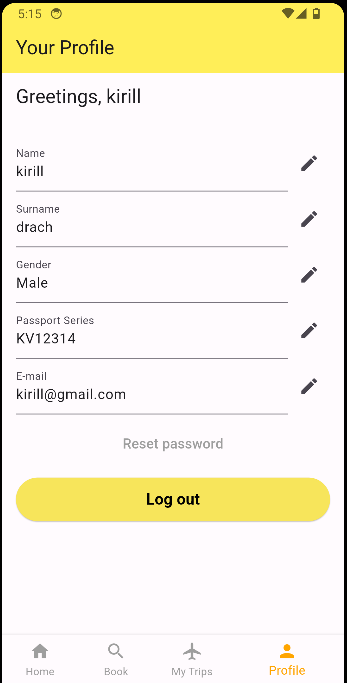 5:15
Your Profile
Greetings, kirill
Name
kirill
Surname
drach
Gender
Male
Passport Series
KV12314
E-mail
kirill@gmail.com
Reset password
Log out
Home Book My Trips Profile